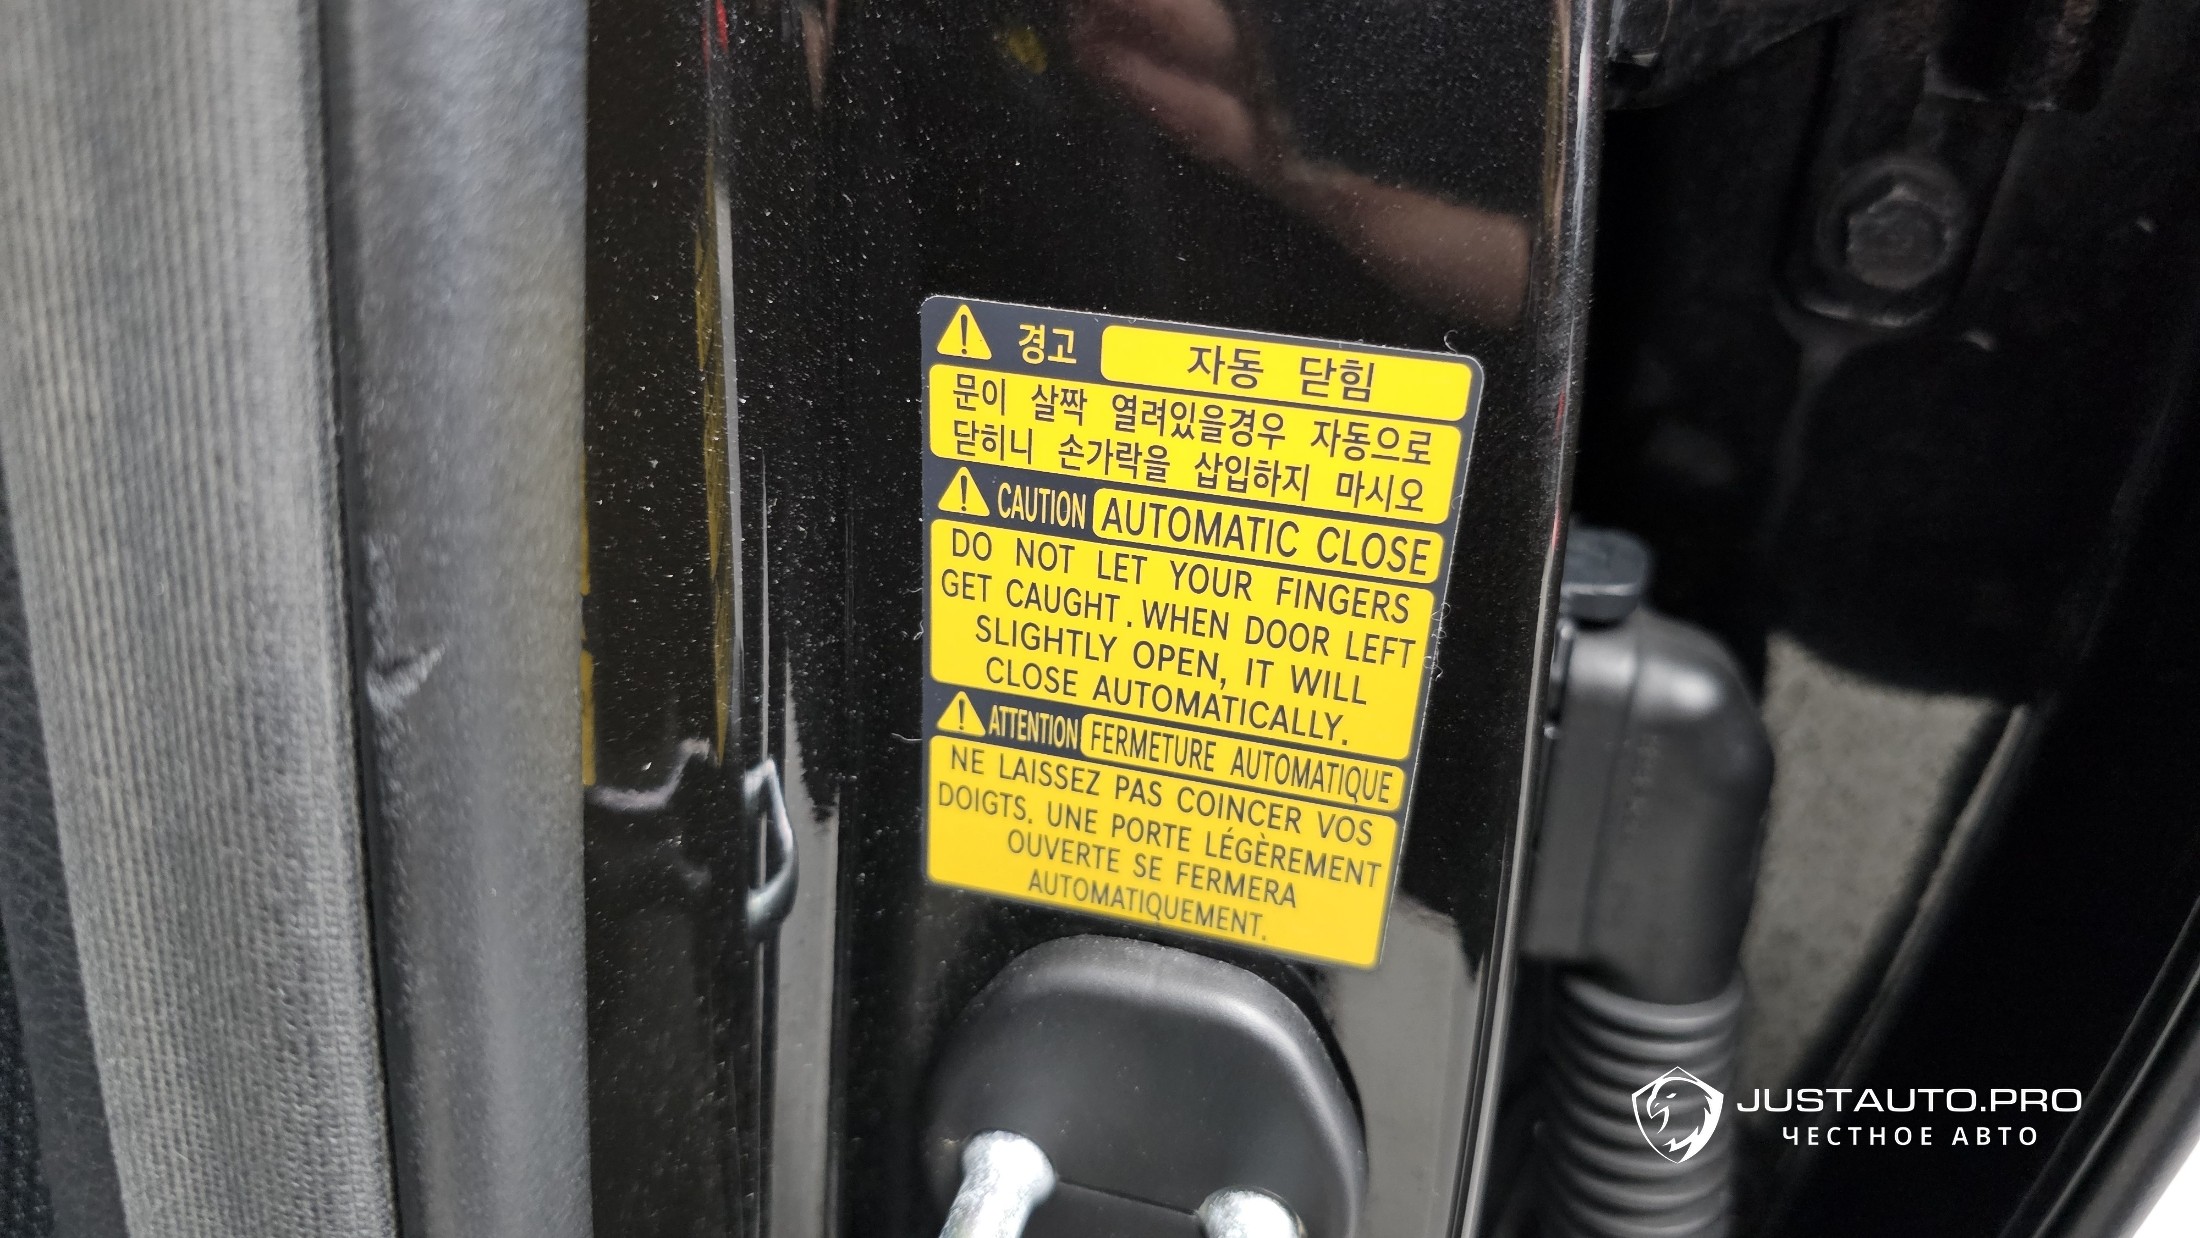 경고 자동 닫힘
문이 살짝 열려있을경우 자동으로
닫히니 손가락을 삽입하지 마시오
CAUTION AUTOMATIC CLOSE
DO NOT LET YOUR FINGERS
GET CAUGHT. WHEN DOOR LEFT
SLIGHTLY OPEN, IT WILL
CLOSE AUTOMATICALLY.
ATTENTION FERMETURE AUTOMATIQUE
NE LAISSEZ PAS COINCER VOS
DOIGTS. UNE PORTE LÉGÈREMENT
OUVERTE SE FERMERA
AUTOMATIQUEMENT.
JUSTAUTO.PRO
ЧЕСТНОЕ АВТО